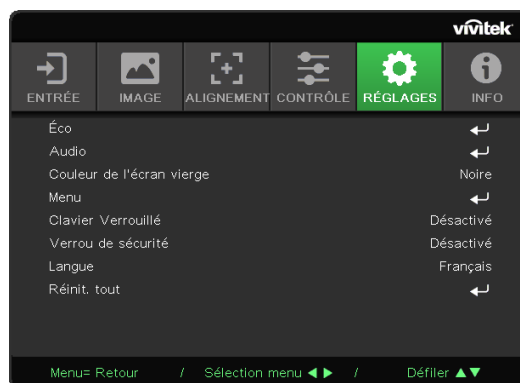 vivitek
ENTRÉE IMAGE ALIGNEMENT CONTRÔLE RÉGLAGES INFO
Éco
Audio
Couleur de l'écran vierge Noire
Menu
Clavier Verrouillé Désactivé
Verrou de sécurité Désactivé
Langue Français
Réinit. tout
Menu= Retour / Sélection menu ◀ ▶ / Défiler ▲▼